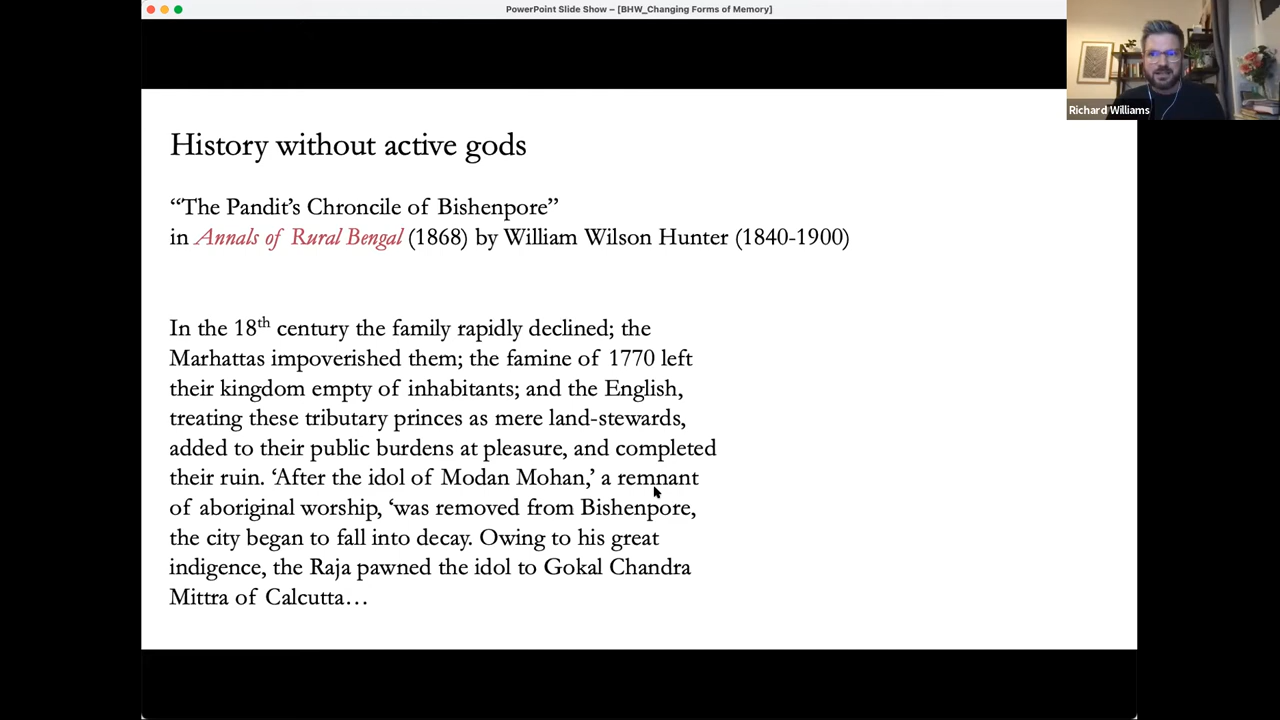 PowerPoint Slide Show – [BHW_Changing Forms of Memory]
Richard Williams
History without active gods
“The Pandit’s Chroncile of Bishenpore”
in Annals of Rural Bengal (1868) by William Wilson Hunter (1840-1900)
In the 18th century the family rapidly declined; the
Marhattas impoverished them; the famine of 1770 left
their kingdom empty of inhabitants; and the English,
treating these tributary princes as mere land-stewards,
added to their public burdens at pleasure, and completed
their ruin. ‘After the idol of Modan Mohan,’ a remnant
of aboriginal worship, ‘was removed from Bishenpore,
the city began to fall into decay. Owing to his great
indigence, the Raja pawned the idol to Gokal Chandra
Mittra of Calcutta…